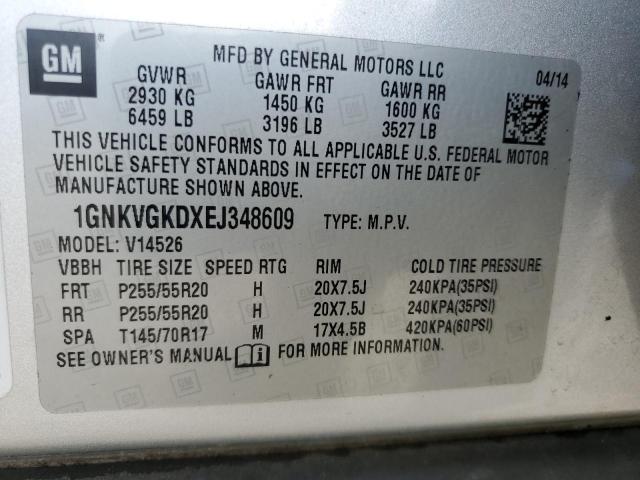 GM
MFD BY GENERAL MOTORS LLC
04/14
GVWR GAWR FRT GAWR RR
2930 KG 1450 KG 1600 KG
6459 LB 3196 LB 3527 LB
THIS VEHICLE CONFORMS TO ALL APPLICABLE U.S. FEDERAL MOTOR
VEHICLE SAFETY STANDARDS IN EFFECT ON THE DATE OF
MANUFACTURE SHOWN ABOVE.
1GNKVGKDXEJ348609 TYPE: M.P.V.
MODEL: V14526
VBBH TIRE SIZE SPEED RTG RIM COLD TIRE PRESSURE
FRT P255/55R20 H 20X7.5J 240KPA(35PSI)
RR P255/55R20 H 20X7.5J 240KPA(35PSI)
SPA T145/70R17 M 17X4.5B 420KPA(60PSI)
SEE OWNER'S MANUAL i FOR MORE INFORMATION.